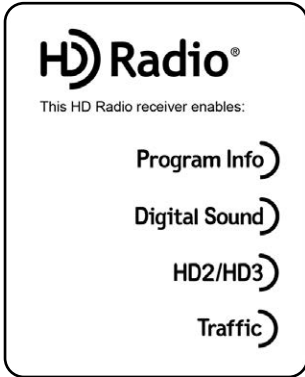 HD Radio®
This HD Radio receiver enables:
Program Info
Digital Sound
HD2/HD3
Traffic